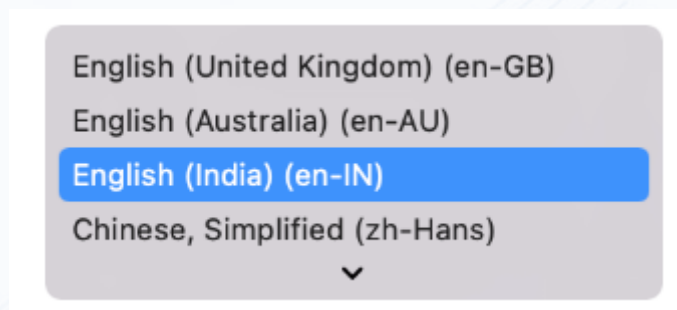 English (United Kingdom) (en-GB)
English (Australia) (en-AU)
English (India) (en-IN)
Chinese, Simplified (zh-Hans)